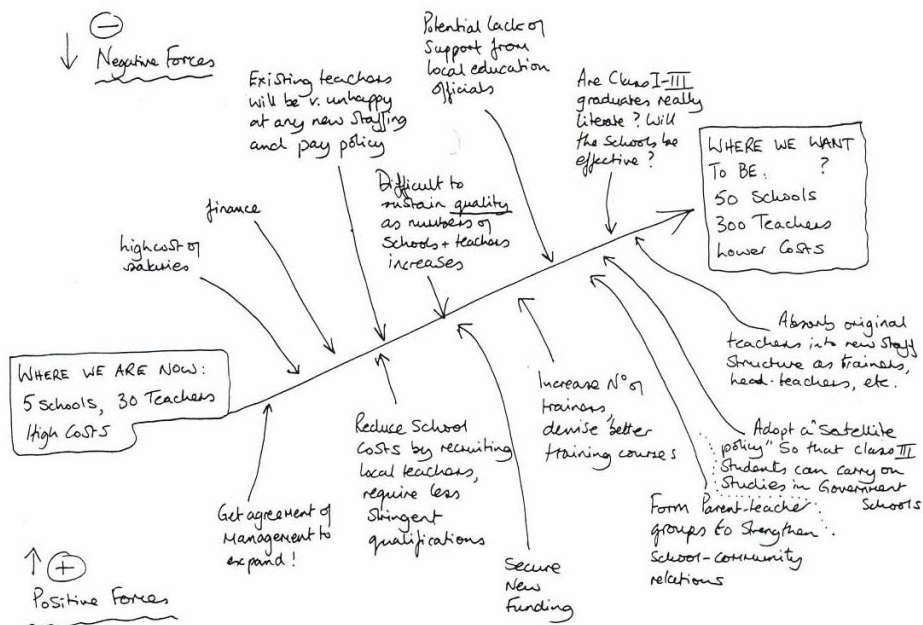 −
Negative Forces
Existing teachers
will be v. unhappy
at any new staffing
and pay policy
Potential lack of
Support from
local education
officials
Are Class I-III
graduates really
literate? Will
the schools be
effective?
WHERE WE WANT
TO BE: ?
50 Schools
300 Teachers
Lower Costs
finance
high cost of
salaries
Difficult to
sustain quality
as numbers of
Schools + teachers
increases
WHERE WE ARE NOW:
5 Schools, 30 Teachers
High Costs
Get agreement of
Management to
expand!
Reduce School
Costs by recruiting
local teachers,
require less
stringent
qualifications
Secure
New
Funding
Increase Nº of
trainers,
devise better
training courses
Form Parent-teacher
groups to Strengthen
School-community
relations
Adopt a "Satellite
policy" So that class III
Students can carry on
Studies in Government
Schools
Absorb original
teachers into new Staff
Structure as trainers,
head-teachers, etc.
+
Positive Forces